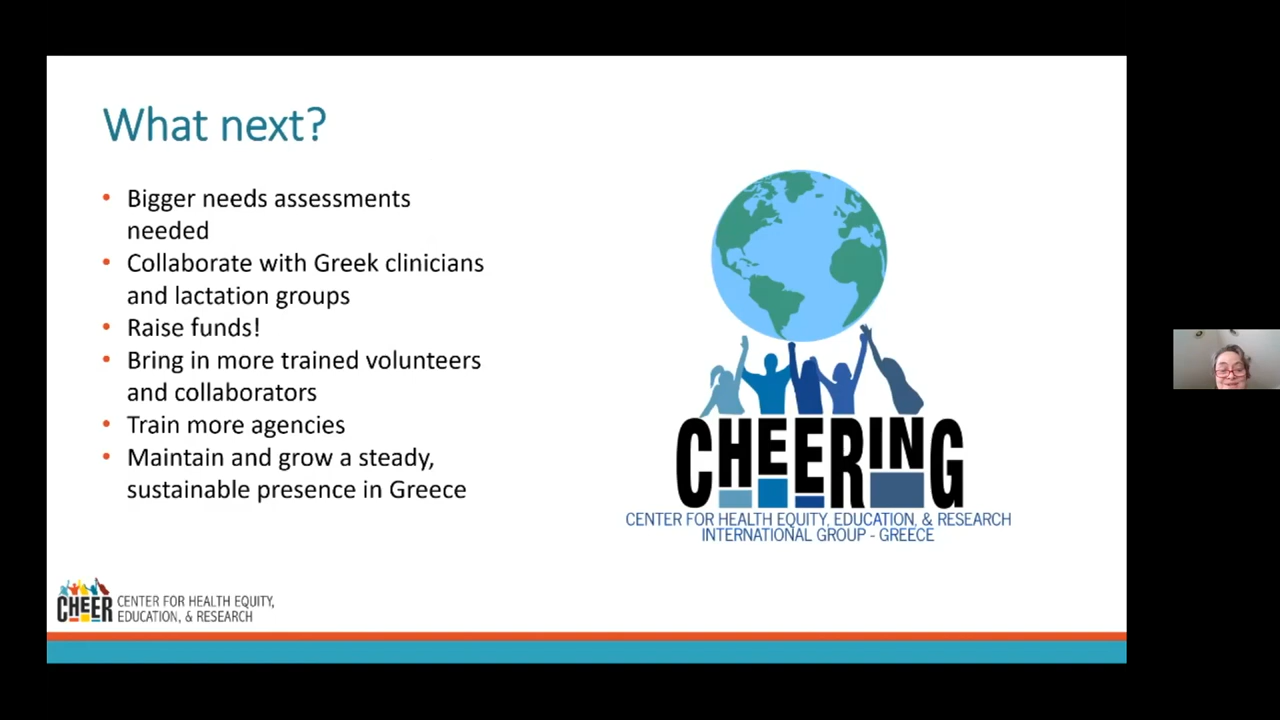 What next?
• Bigger needs assessments
needed
• Collaborate with Greek clinicians
and lactation groups
• Raise funds!
• Bring in more trained volunteers
and collaborators
• Train more agencies
• Maintain and grow a steady,
sustainable presence in Greece
CHEERING
CENTER FOR HEALTH EQUITY, EDUCATION, & RESEARCH
INTERNATIONAL GROUP - GREECE
CHEER CENTER FOR HEALTH EQUITY,
EDUCATION, & RESEARCH